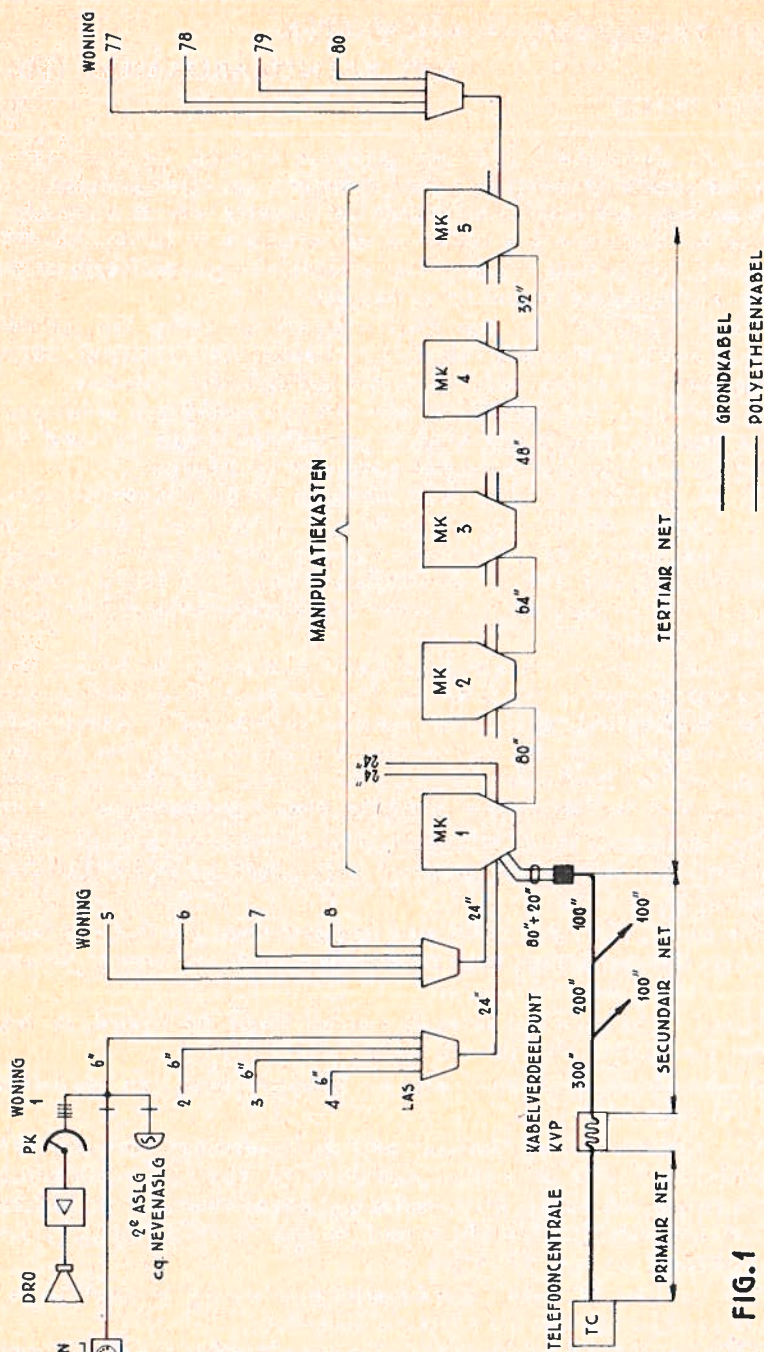 WONING
77
78
79
80
MANIPULATIEKASTEN
MK
1
MK
2
MK
3
MK
4
MK
5
80"
64"
48"
32"
24"
24"
WONING
5
6
7
8
24"
24"
DRO
PK
WONING
1
6"
2
6"
3
6"
4
6"
LAS
S
2e ASLG
c.q. NEVENASLG
N
80"+ 20"
100"
200"
300"
100"
100"
KABELVERDEELPUNT
KVP
TELEFOONCENTRALE
TC
PRIMAIR NET
SECUNDAIR NET
TERTIAIR NET
GRONDKABEL
POLYETHEENKABEL
FIG.1